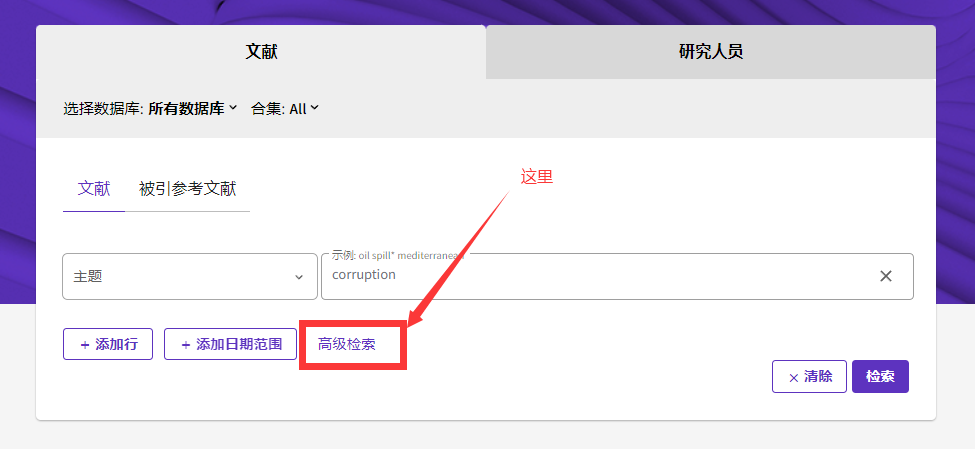 文献 研究人员
选择数据库: 所有数据库 合集: All
文献 被引参考文献
这里
示例: oil spill* mediterranean
主题 corruption
+ 添加行 + 添加日期范围 高级检索
× 清除 检索